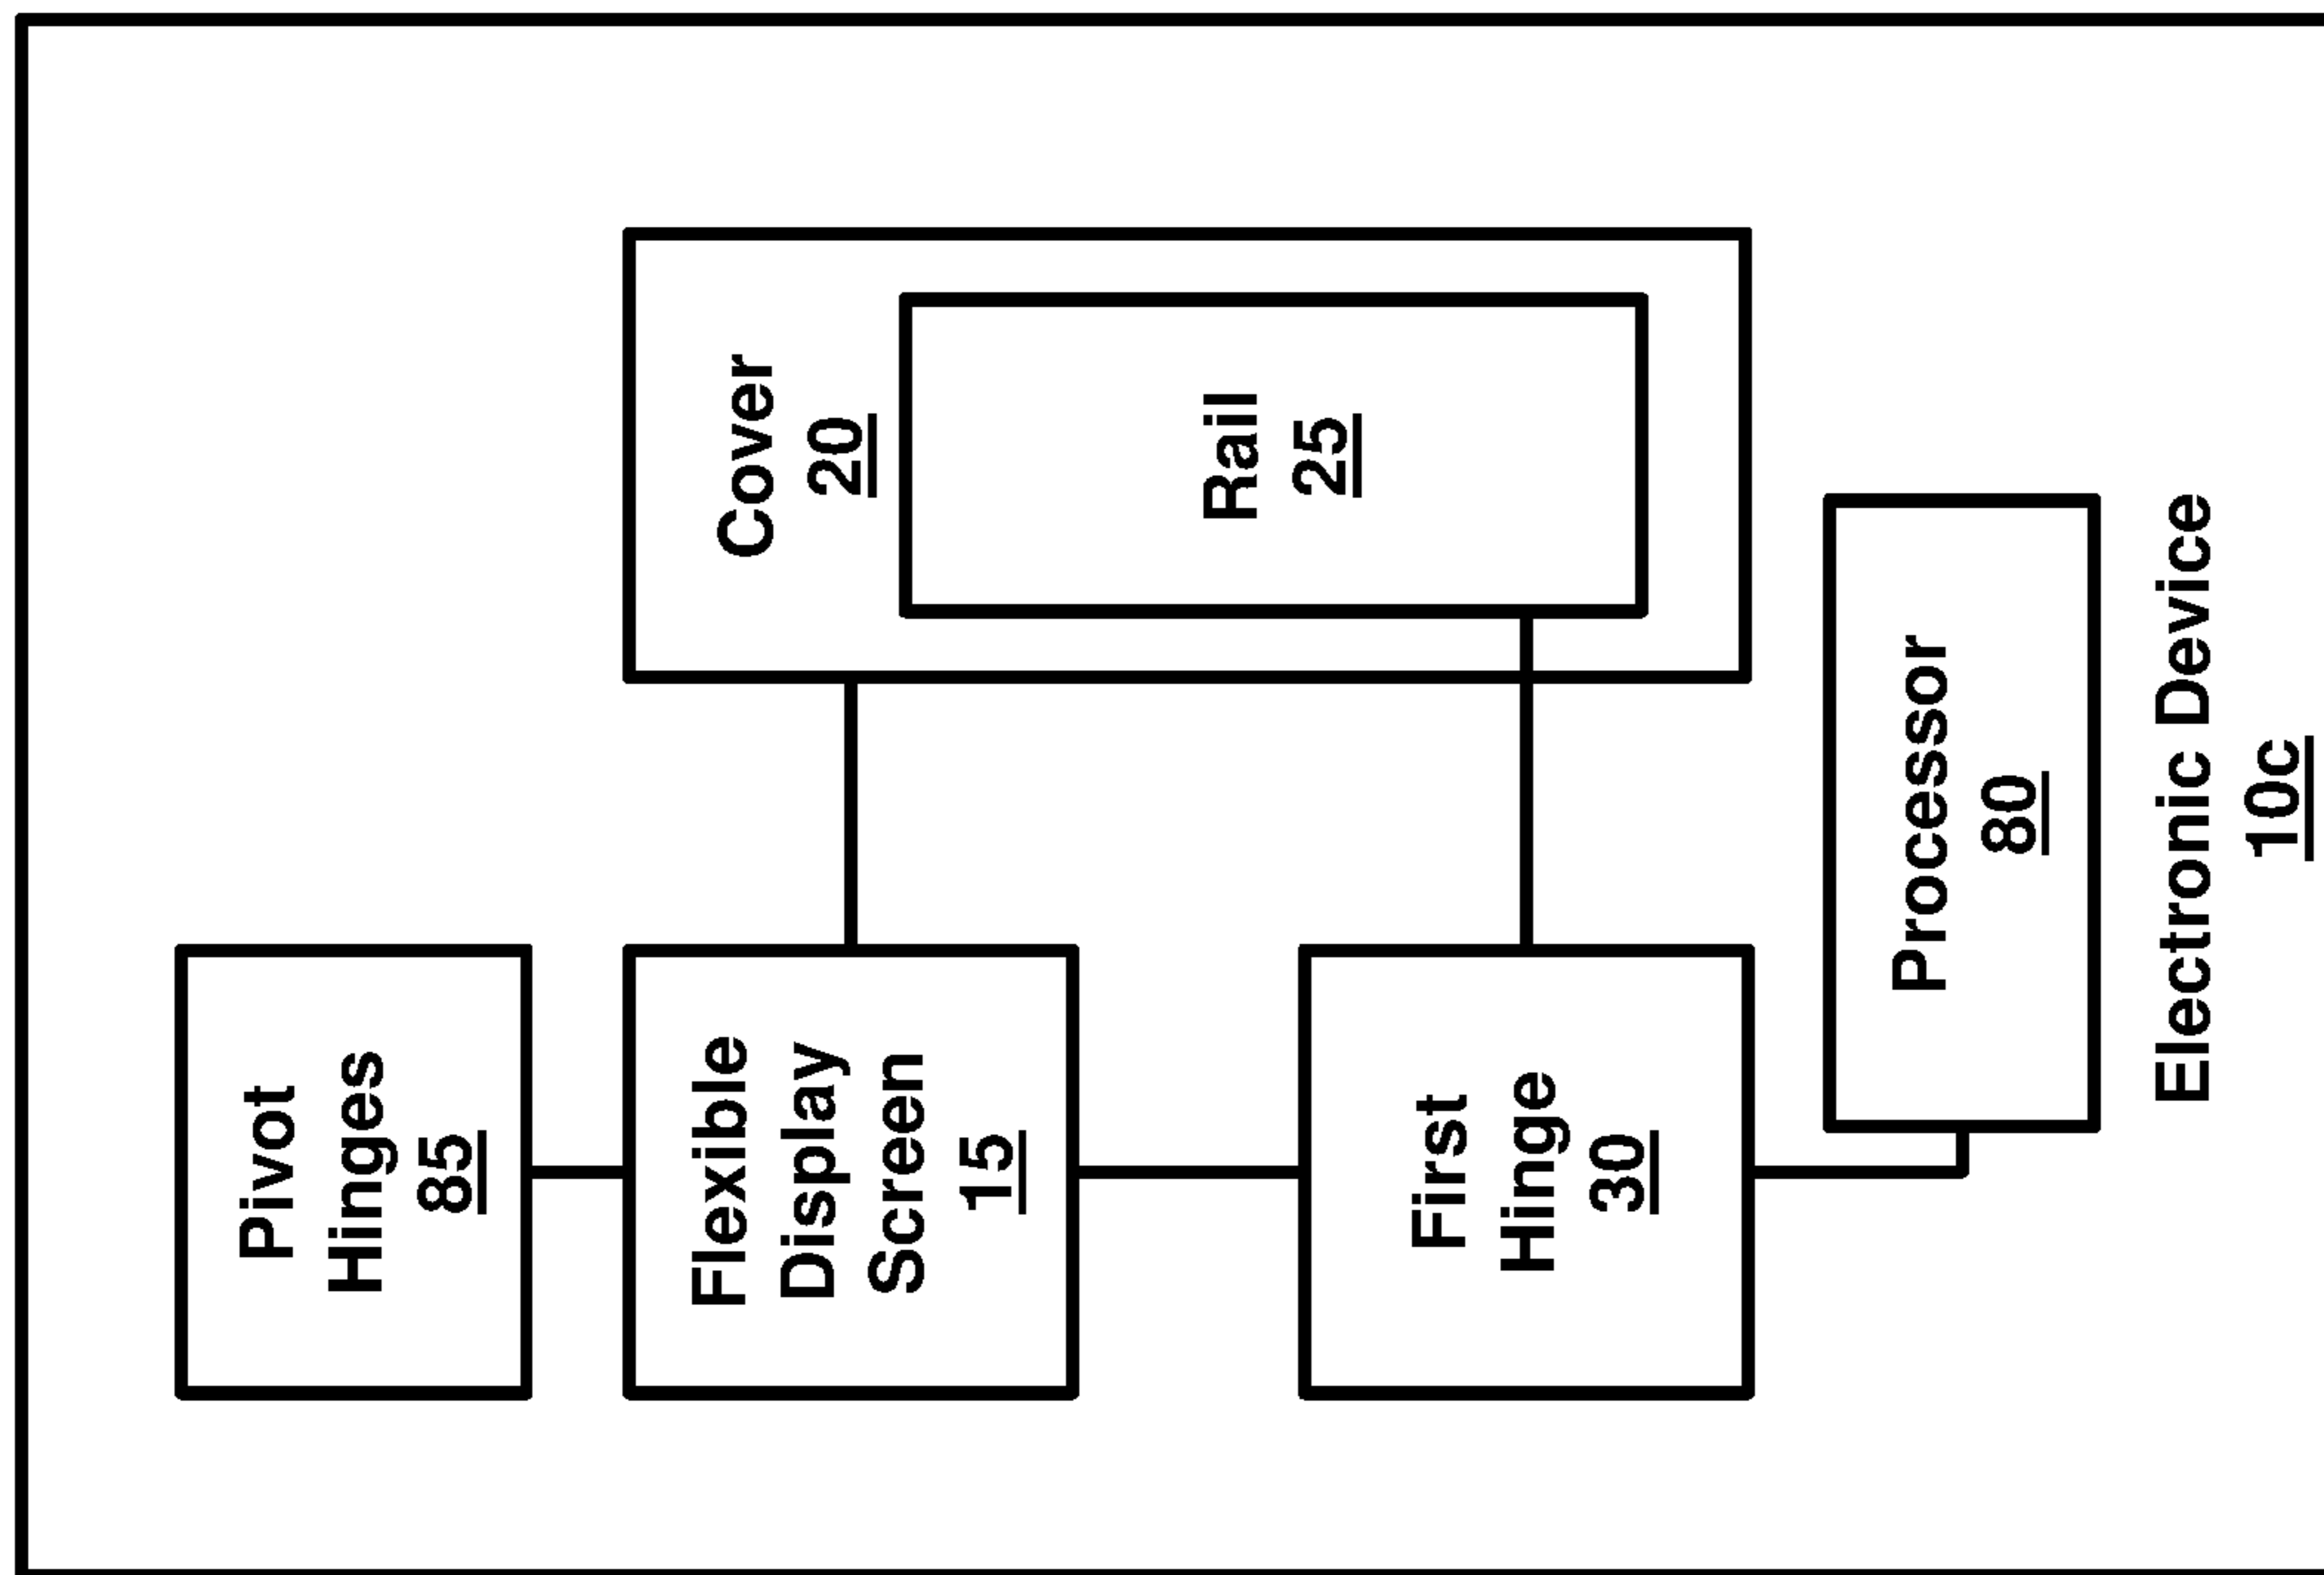 Pivot
Hinges
85
Flexible
Display
Screen
15
Cover
20
Rail
25
First
Hinge
30
Processor
80
Electronic Device
10c